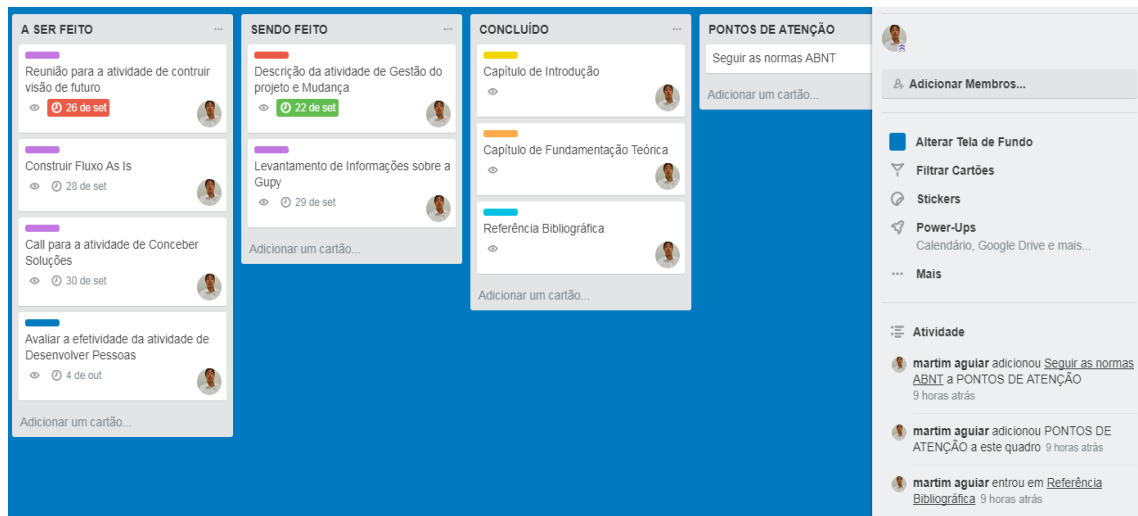 A SER FEITO
Reunião para a atividade de contruir
visão de futuro
26 de set
Construir Fluxo As Is
28 de set
Call para a atividade de Conceber
Soluções
30 de set
Avaliar a efetividade da atividade de
Desenvolver Pessoas
4 de out
Adicionar um cartão...
SENDO FEITO
Descrição da atividade de Gestão do
projeto e Mudança
22 de set
Levantamento de Informações sobre a
Gupy
29 de set
Adicionar um cartão...
CONCLUÍDO
Capítulo de Introdução
Capítulo de Fundamentação Teórica
Referência Bibliográfica
Adicionar um cartão...
PONTOS DE ATENÇÃO
Seguir as normas ABNT
Adicionar um cartão...
Adicionar Membros...
Alterar Tela de Fundo
Filtrar Cartões
Stickers
Power-Ups
Calendário, Google Drive e mais...
Mais
Atividade
martim aguiar adicionou Seguir as normas
ABNT a PONTOS DE ATENÇÃO
9 horas atrás
martim aguiar adicionou PONTOS DE
ATENÇÃO a este quadro 9 horas atrás
martim aguiar entrou em Referência
Bibliográfica 9 horas atrás